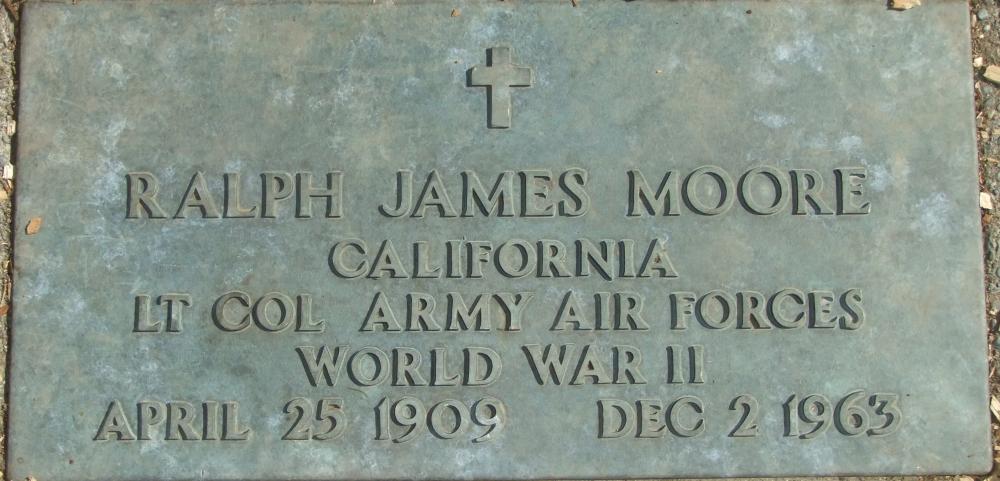 RALPH JAMES MOORE
CALIFORNIA
LT COL ARMY AIR FORCES
WORLD WAR II
APRIL 25 1909 DEC 2 1963